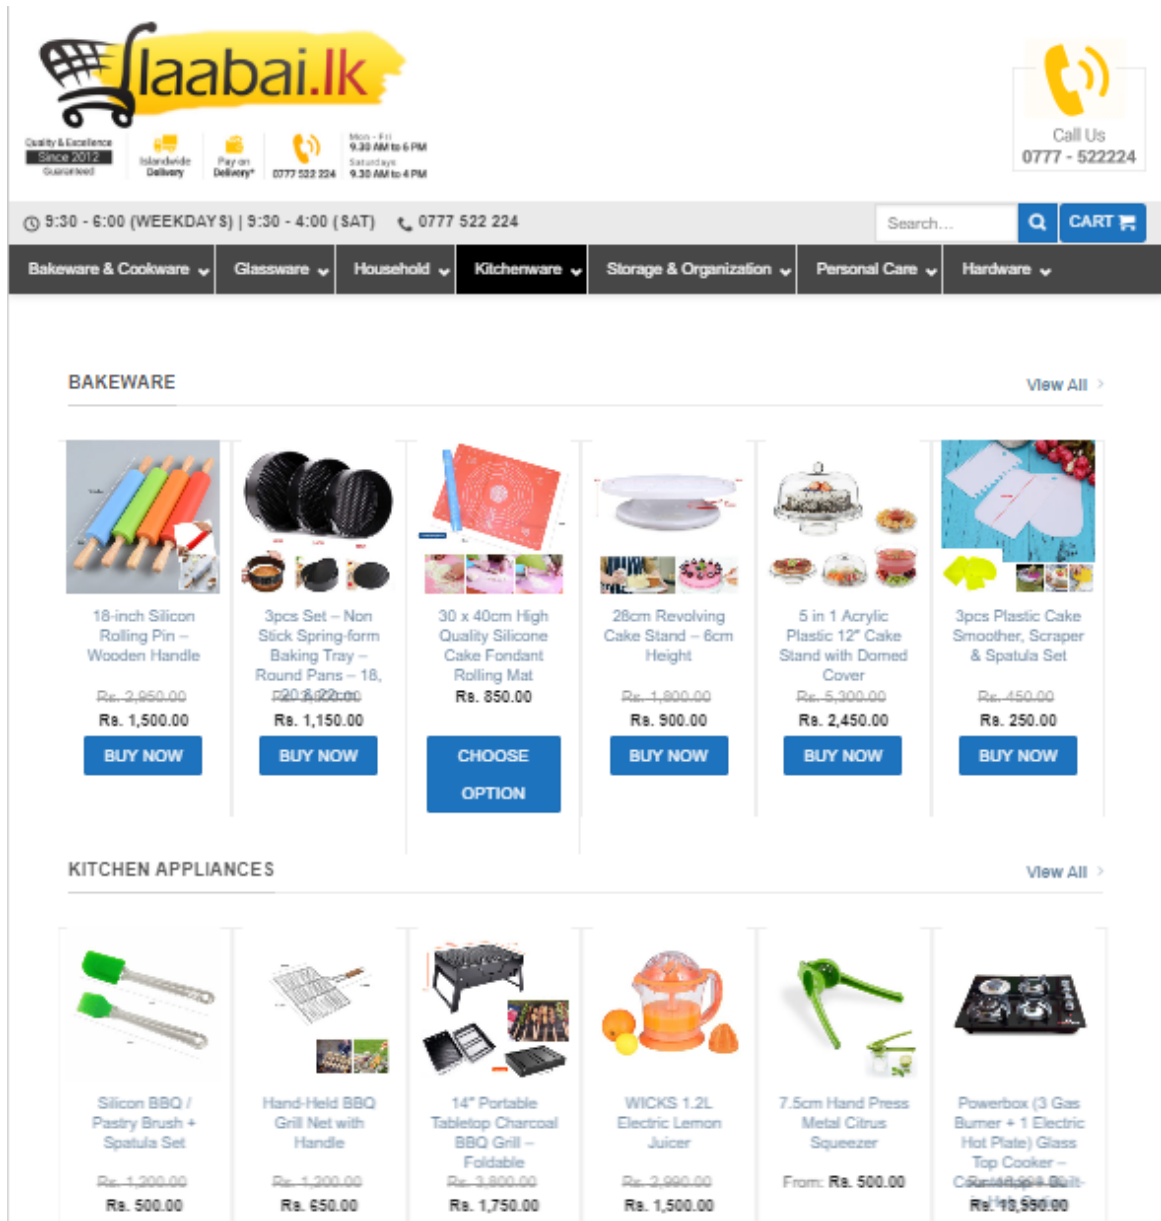 laabai.lk
Quality & Excellence
Since 2012
Guaranteed
Islandwide
Delivery
Pay on
Delivery*
0777 522 224
Mon - Fri
9.30 AM to 6 PM
Saturdays
9.30 AM to 4 PM
Call Us
0777 - 522224
9:30 - 6:00 (WEEKDAYS) | 9:30 - 4:00 (SAT) 0777 522 224
Search...
CART
Bakeware & Cookware Glassware Household Kitchenware Storage & Organization Personal Care Hardware
BAKEWARE
View All
18-inch Silicon
Rolling Pin –
Wooden Handle
Rs. 2,950.00
Rs. 1,500.00
BUY NOW
3pcs Set – Non
Stick Spring-form
Baking Tray –
Round Pans – 18,
20 & 22cm
Rs. 1,150.00
BUY NOW
30 x 40cm High
Quality Silicone
Cake Fondant
Rolling Mat
Rs. 850.00
CHOOSE
OPTION
28cm Revolving
Cake Stand – 6cm
Height
Rs. 1,800.00
Rs. 900.00
BUY NOW
5 in 1 Acrylic
Plastic 12" Cake
Stand with Domed
Cover
Rs. 5,300.00
Rs. 2,450.00
BUY NOW
3pcs Plastic Cake
Smoother, Scraper
& Spatula Set
Rs. 450.00
Rs. 250.00
BUY NOW
KITCHEN APPLIANCES
View All
Silicon BBQ /
Pastry Brush +
Spatula Set
Rs. 1,200.00
Rs. 500.00
Hand-Held BBQ
Grill Net with
Handle
Rs. 1,200.00
Rs. 650.00
14" Portable
Tabletop Charcoal
BBQ Grill –
Foldable
Rs. 3,800.00
Rs. 1,750.00
WICKS 1.2L
Electric Lemon
Juicer
Rs. 2,990.00
Rs. 1,500.00
7.5cm Hand Press
Metal Citrus
Squeezer
From: Rs. 500.00
Powerbox (3 Gas
Burner + 1 Electric
Hot Plate) Glass
Top Cooker –